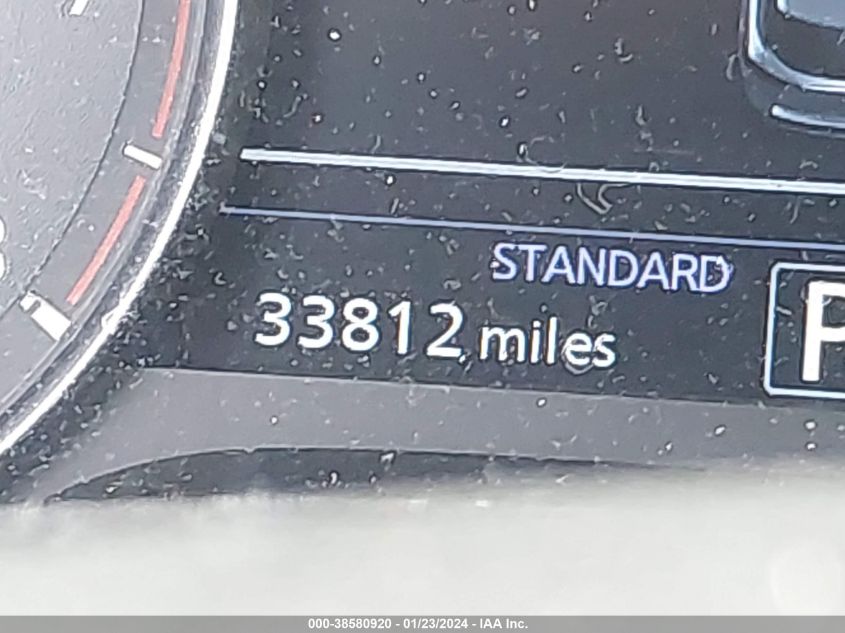 STANDARD
33812 miles
P
000-38580920 - 01/23/2024 - IAA Inc.